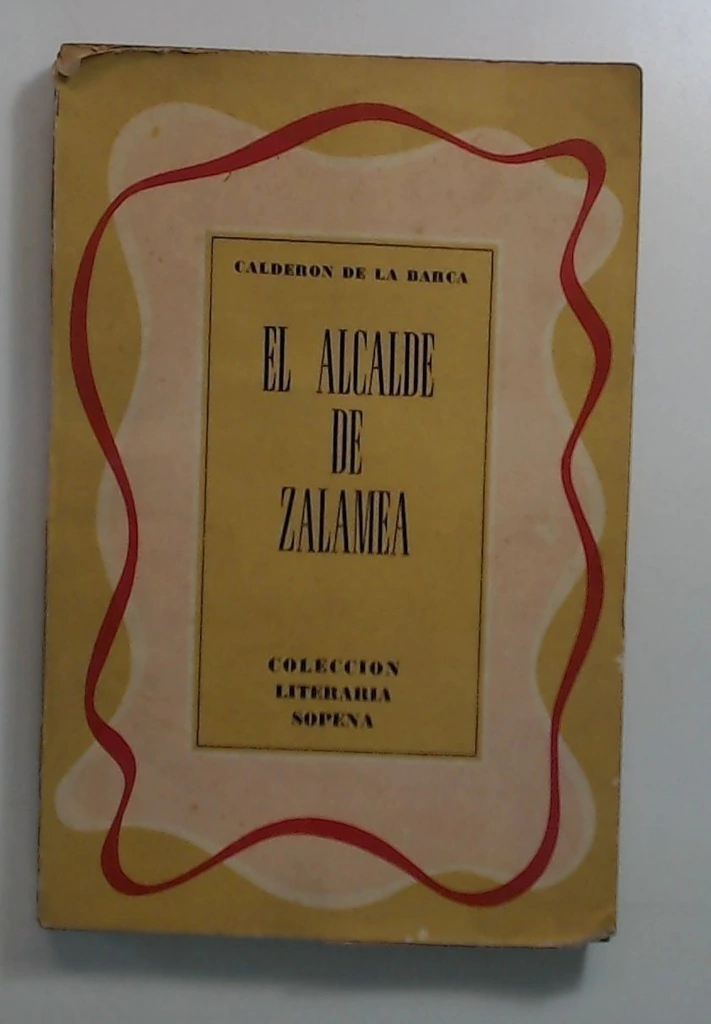 CALDERON DE LA BARCA
EL ALCALDE
DE
ZALAMEA
COLECCION
LITERARIA
SOPENA